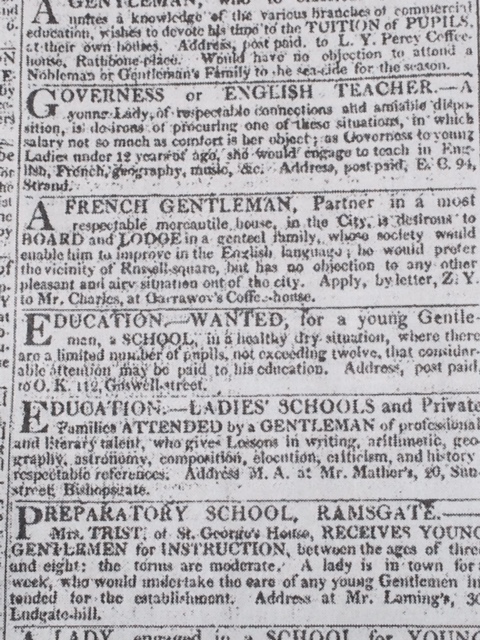 A GENTLEMAN, who
unites a knowledge of the various branches of commercial
education, wishes to devote his time to the TUITION of PUPILS,
at their own houses. Address, post paid, to L. Y. Percy Coffee-
house, Rathbone-place. Would have no objection to attend a
Nobleman or Gentleman's Family to the sea-side for the season.
GOVERNESS or ENGLISH TEACHER.—A
young Lady, of respectable connections and amiable dispo-
sition, is desirous of procuring one of these situations, in which
salary not so much as comfort is her object; as Governess to young
Ladies under 12 years of age, she would engage to teach in Eng-
lish, French, geography, music, &c. Address, post paid, E. C. 94,
Strand.
A FRENCH GENTLEMAN, Partner in a most
respectable mercantile house, in the City, is desirous to
BOARD and LODGE in a genteel family, whose society would
enable him to improve in the English language; he would prefer
the vicinity of Russell-square, but has no objection to any other
pleasant and airy situation out of the city. Apply, by letter, Z. Y.
to Mr. Charles, at Garrawov's Coffee-house.
EDUCATION.—WANTED, for a young Gentle-
man, a SCHOOL, in a healthy dry situation, where there
are a limited number of pupils, not exceeding twelve, that consider-
able attention may be paid to his education. Address, post paid,
to O. K. 112, Goswell-street.
EDUCATION.—LADIES' SCHOOLS and Private
Families ATTENDED by a GENTLEMAN of professional
and literary talent, who gives Lessons in writing, arithmetic, geo-
graphy, astronomy, composition, elocution, criticism, and history
respectable references. Address M. A. at Mr. Mather's, 20, Sun-
street, Bishopsgate.
PREPARATORY SCHOOL, RAMSGATE.—
Mrs. TRIST, of St. George's House, RECEIVES YOUNG
GENTLEMEN for INSTRUCTION, between the ages of three
and eight: the terms are moderate. A lady is in town for
week, who would undertake the care of any young Gentlemen in-
tended for the establishment. Address at Mr. Laming's, 30
Ludgate-hill.
A LADY, engaged in a SCHOOL for YOUNG